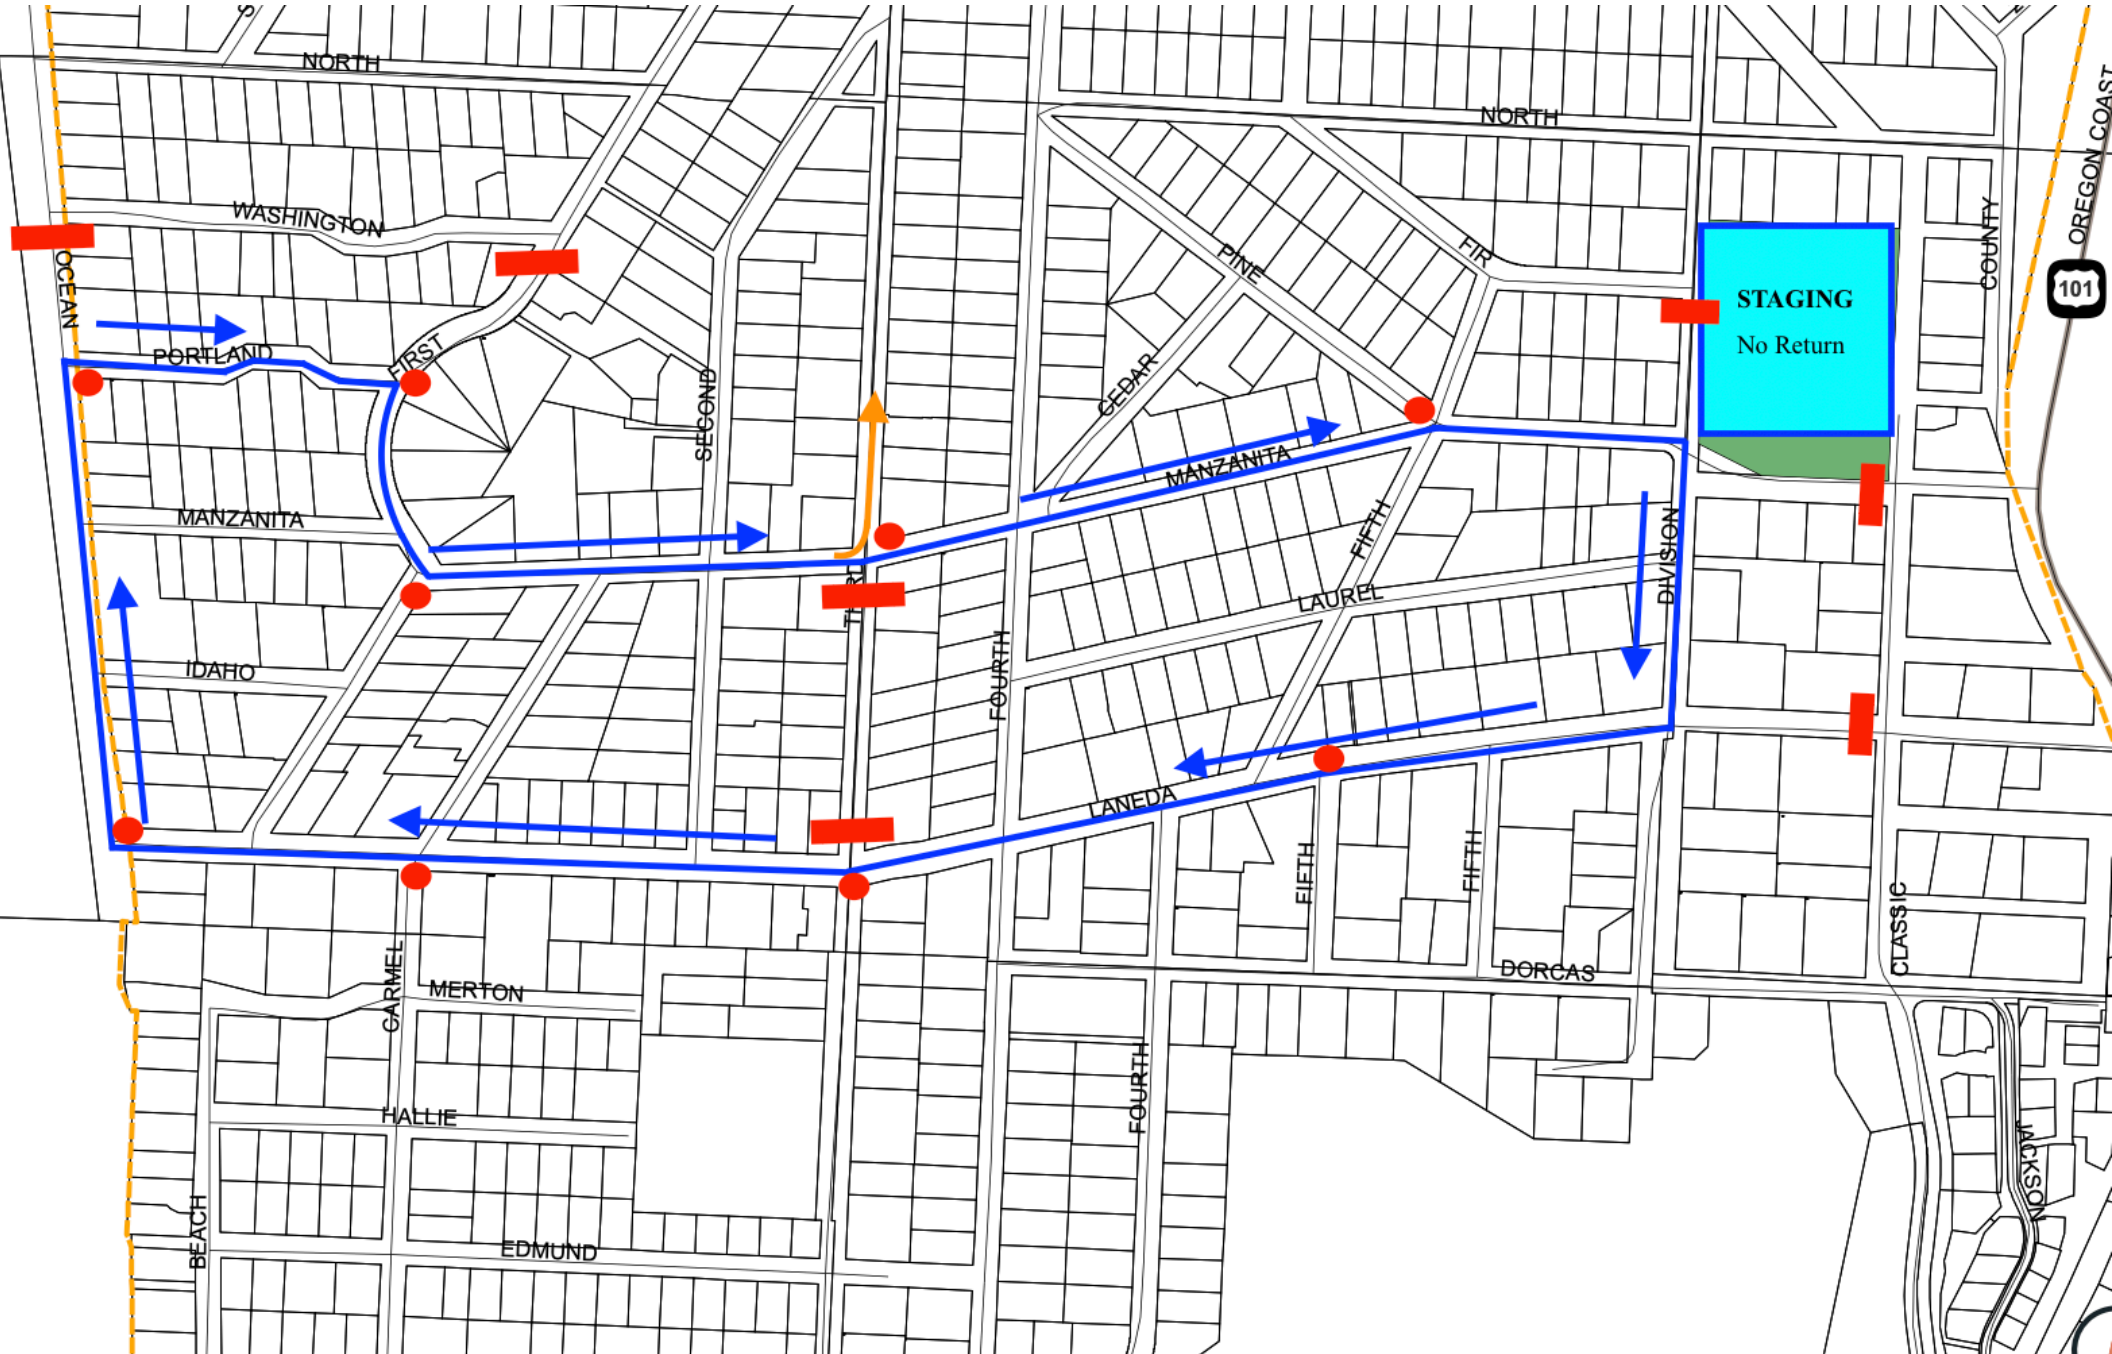 S
NORTH
NORTH
OREGON COAST
WASHINGTON
COUNTY
PINE
FIR
OCEAN
101
STAGING
No Return
PORTLAND
FIRST
SECOND
CEDAR
MANZANITA
MANZANITA
FIFTH
DIVISION
LAUREL
IDAHO
FOURTH
LANEDA
FIFTH
FIFTH
CLASSIC
CARMEL
MERTON
DORCAS
FOURTH
HALLIE
JACKSON
BEACH
EDMUND